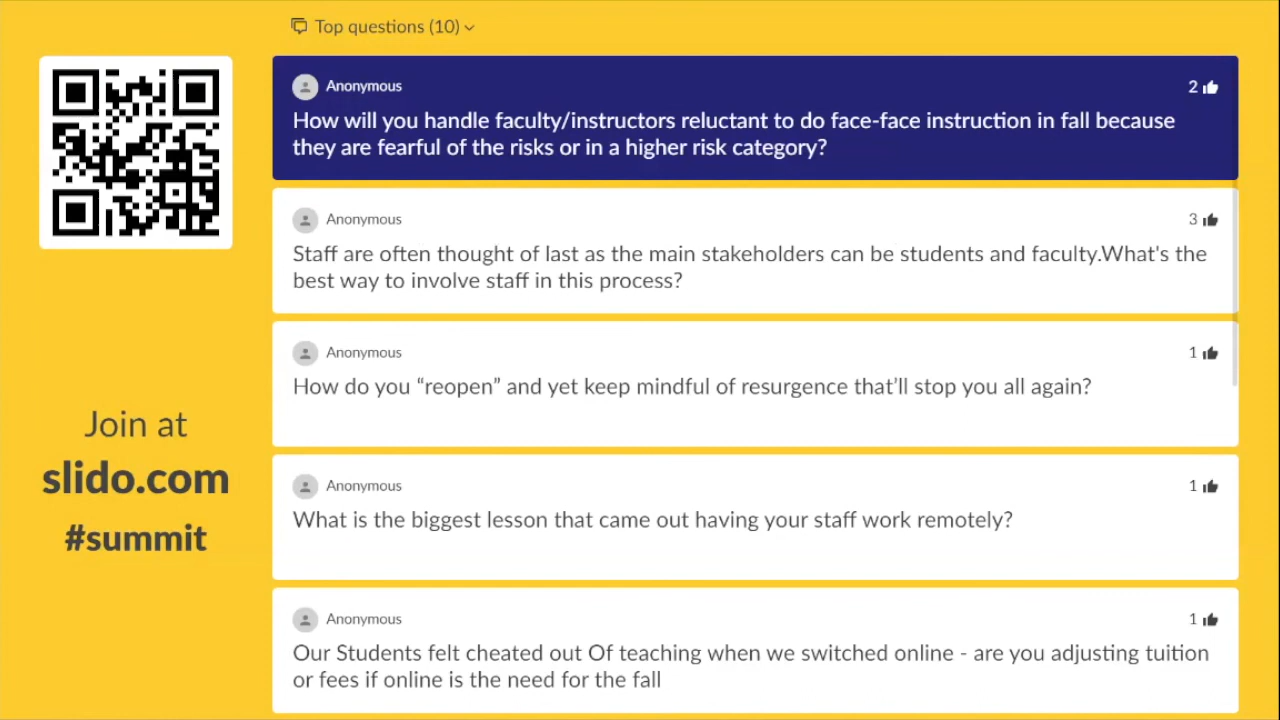 Top questions (10)
Anonymous
2
How will you handle faculty/instructors reluctant to do face-face instruction in fall because
they are fearful of the risks or in a higher risk category?
Anonymous
3
Staff are often thought of last as the main stakeholders can be students and faculty.What's the
best way to involve staff in this process?
Anonymous
1
How do you “reopen” and yet keep mindful of resurgence that’ll stop you all again?
Anonymous
1
What is the biggest lesson that came out having your staff work remotely?
Anonymous
1
Our Students felt cheated out Of teaching when we switched online - are you adjusting tuition
or fees if online is the need for the fall
Join at
slido.com
#summit